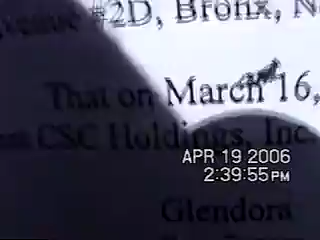 #2D, Bronx,
That on March 16,
CSC Holdings, Inc.
APR 19 2006
2:39:55 PM
Glendora